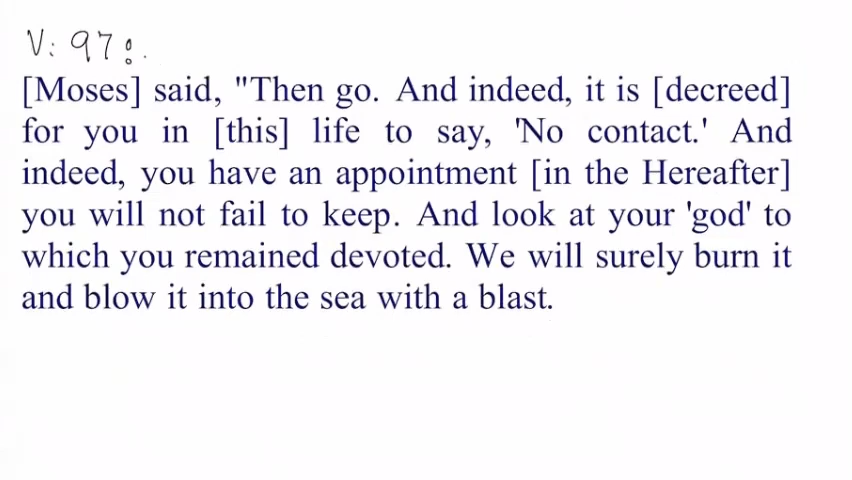 V: 97:.
[Moses] said, "Then go. And indeed, it is [decreed]
for you in [this] life to say, 'No contact.' And
indeed, you have an appointment [in the Hereafter]
you will not fail to keep. And look at your 'god' to
which you remained devoted. We will surely burn it
and blow it into the sea with a blast.